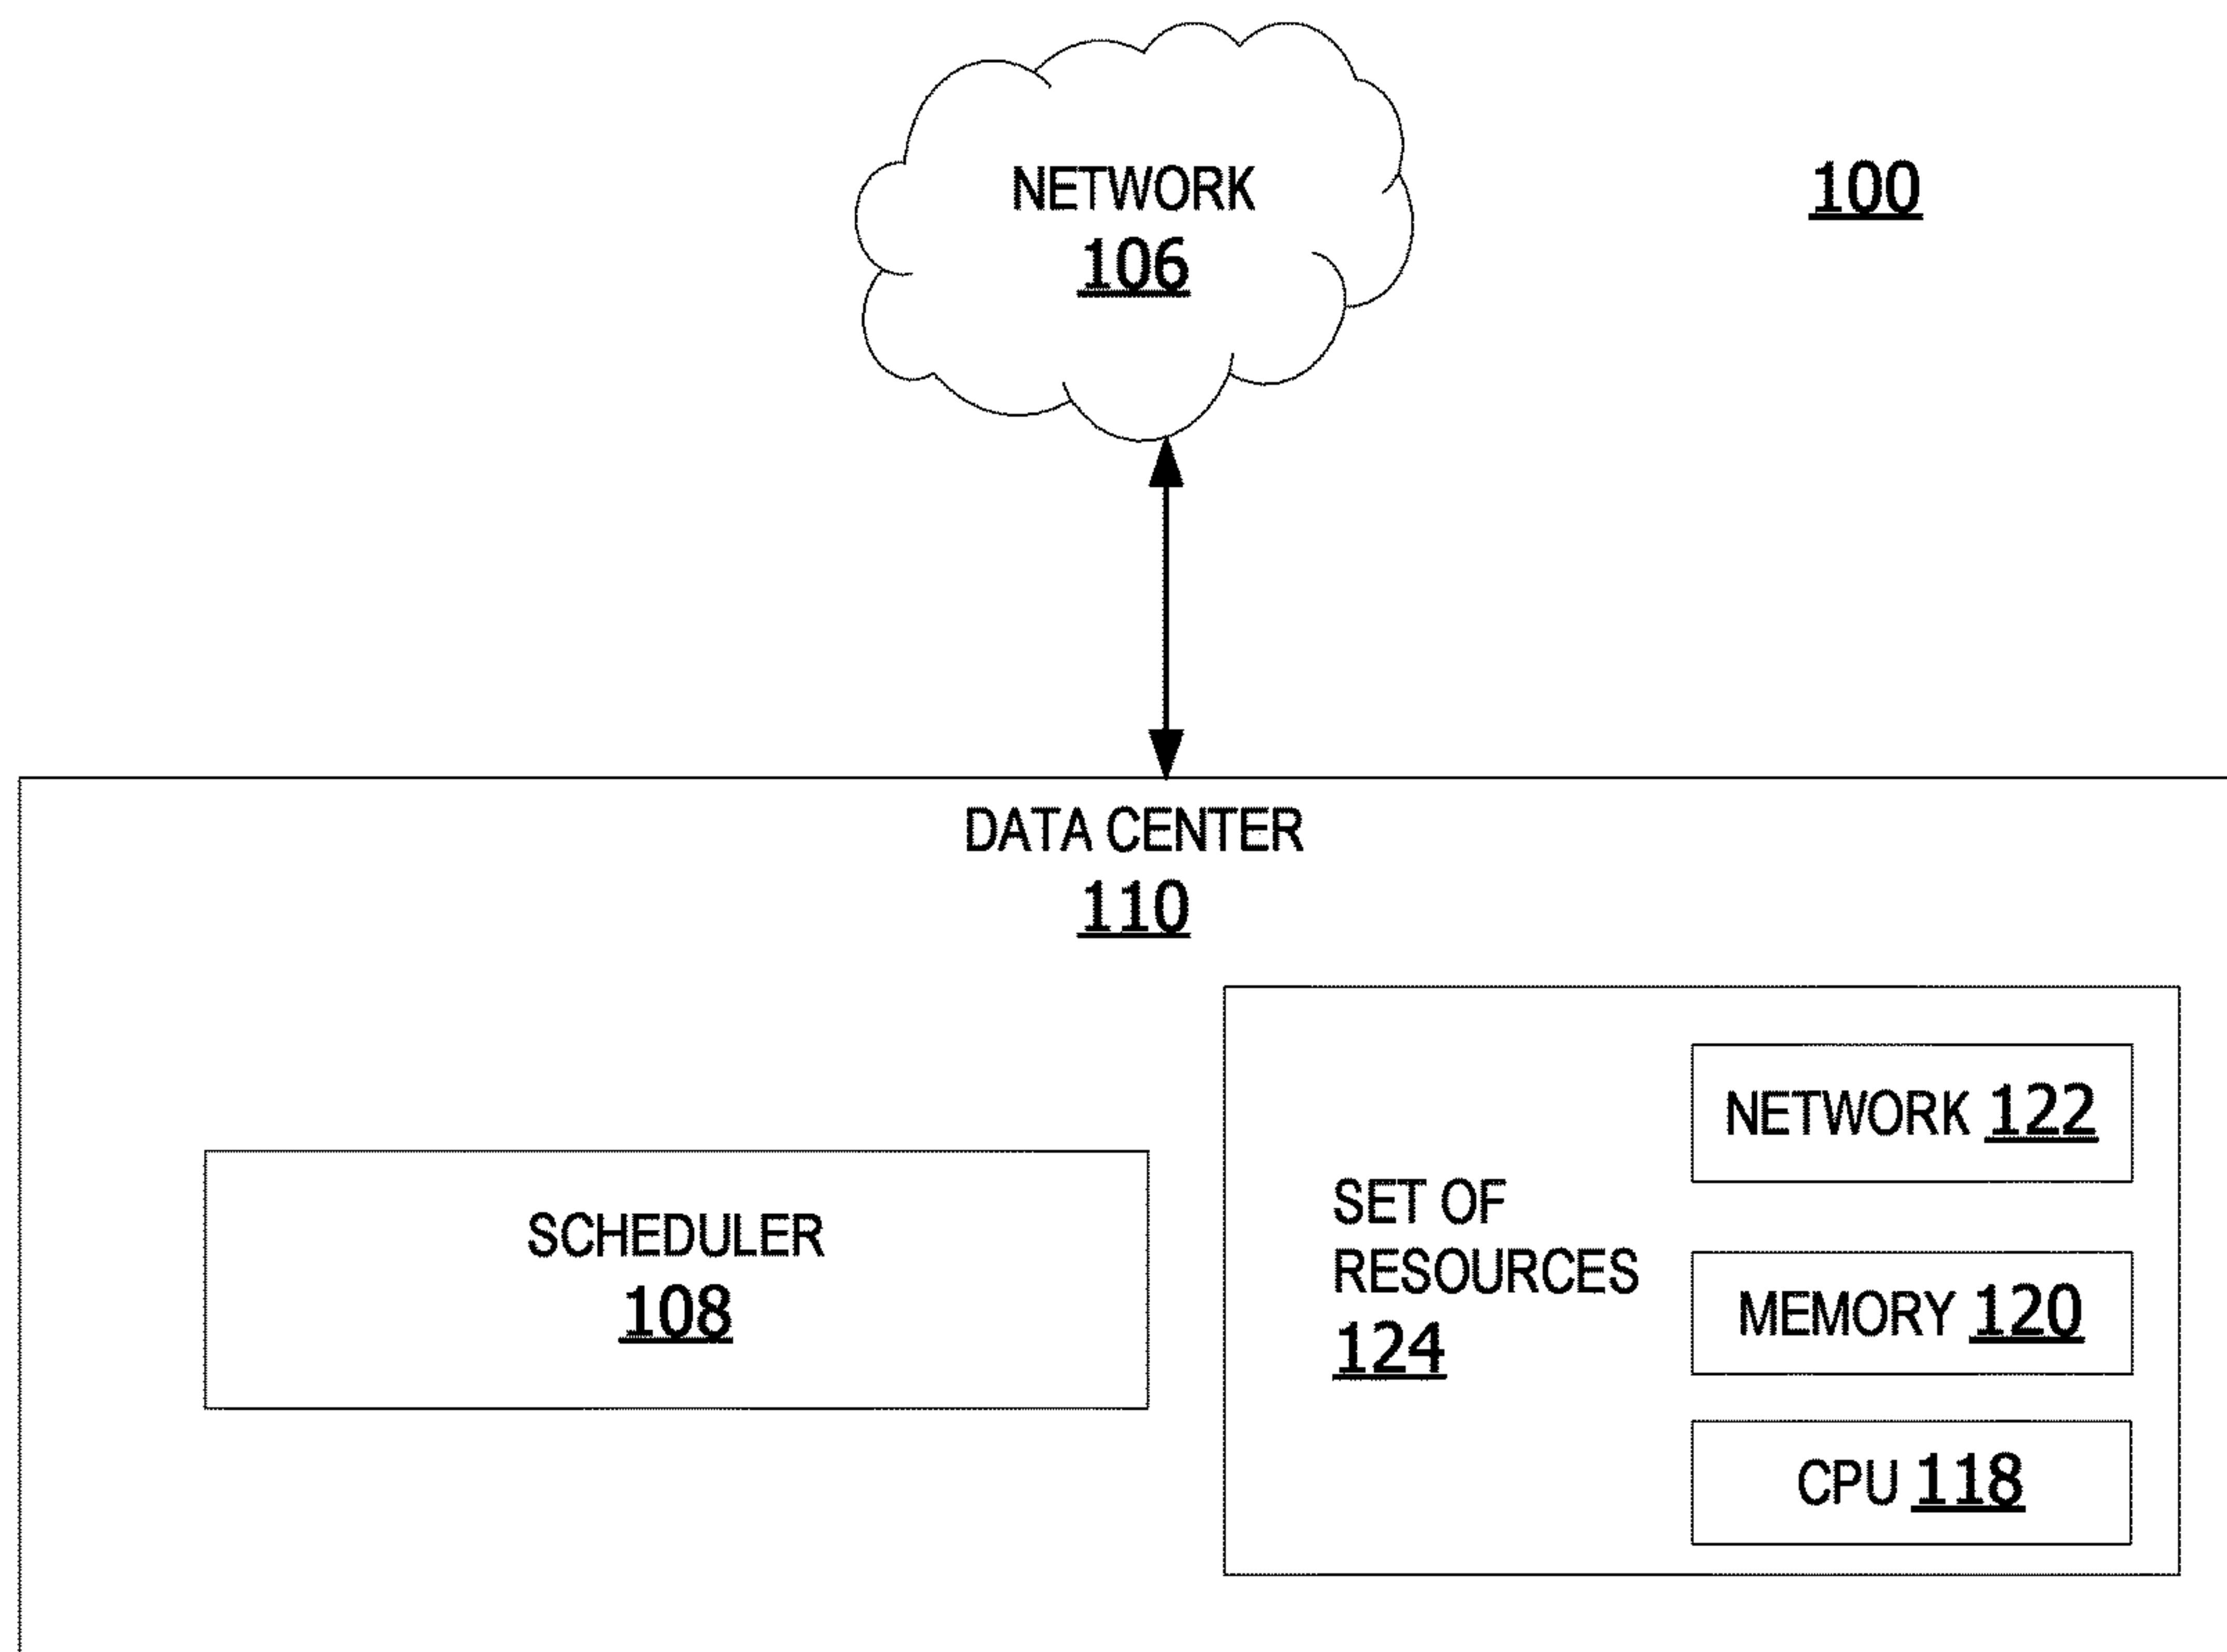 NETWORK
106
100
DATA CENTER
110
SCHEDULER
108
SET OF
RESOURCES
124
NETWORK 122
MEMORY 120
CPU 118